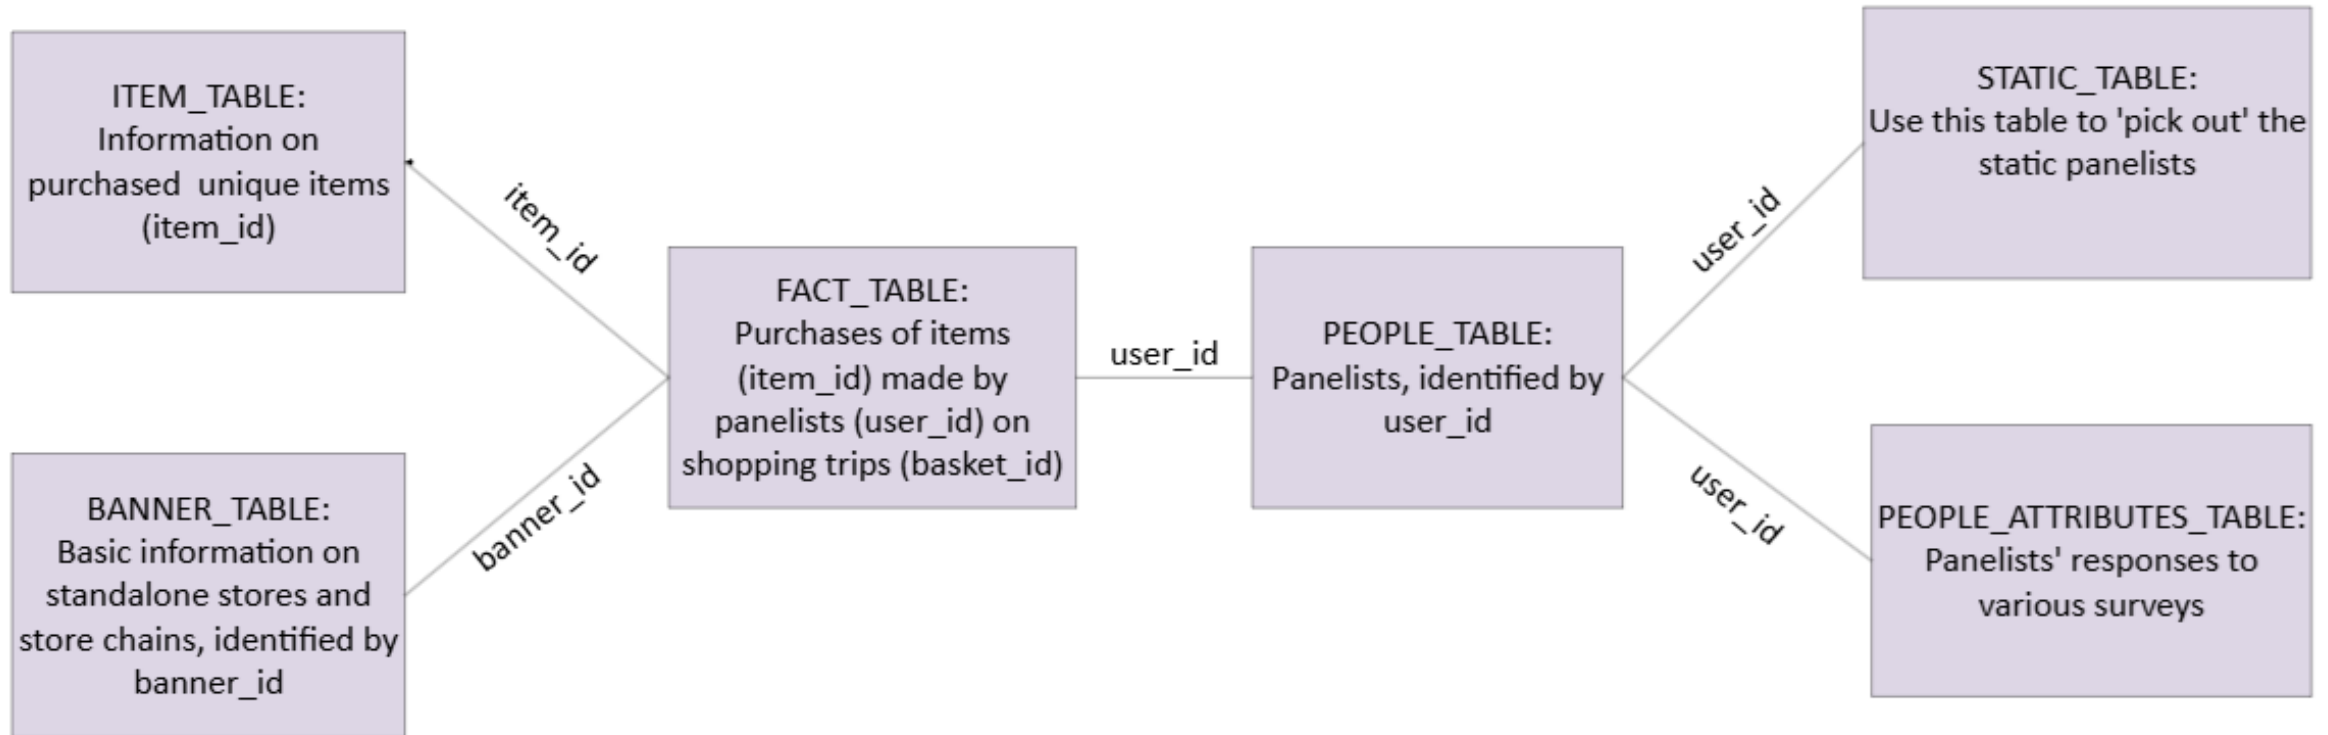 ITEM_TABLE:
Information on
purchased  unique items
(item_id)
BANNER_TABLE:
Basic information on
standalone stores and
store chains, identified by
banner_id
item_id
banner_id
FACT_TABLE:
Purchases of items
(item_id) made by
panelists (user_id) on
shopping trips (basket_id)
user_id
PEOPLE_TABLE:
Panelists, identified by
user_id
user_id
user_id
STATIC_TABLE:
Use this table to 'pick out' the
static panelists
PEOPLE_ATTRIBUTES_TABLE:
Panelists' responses to
various surveys